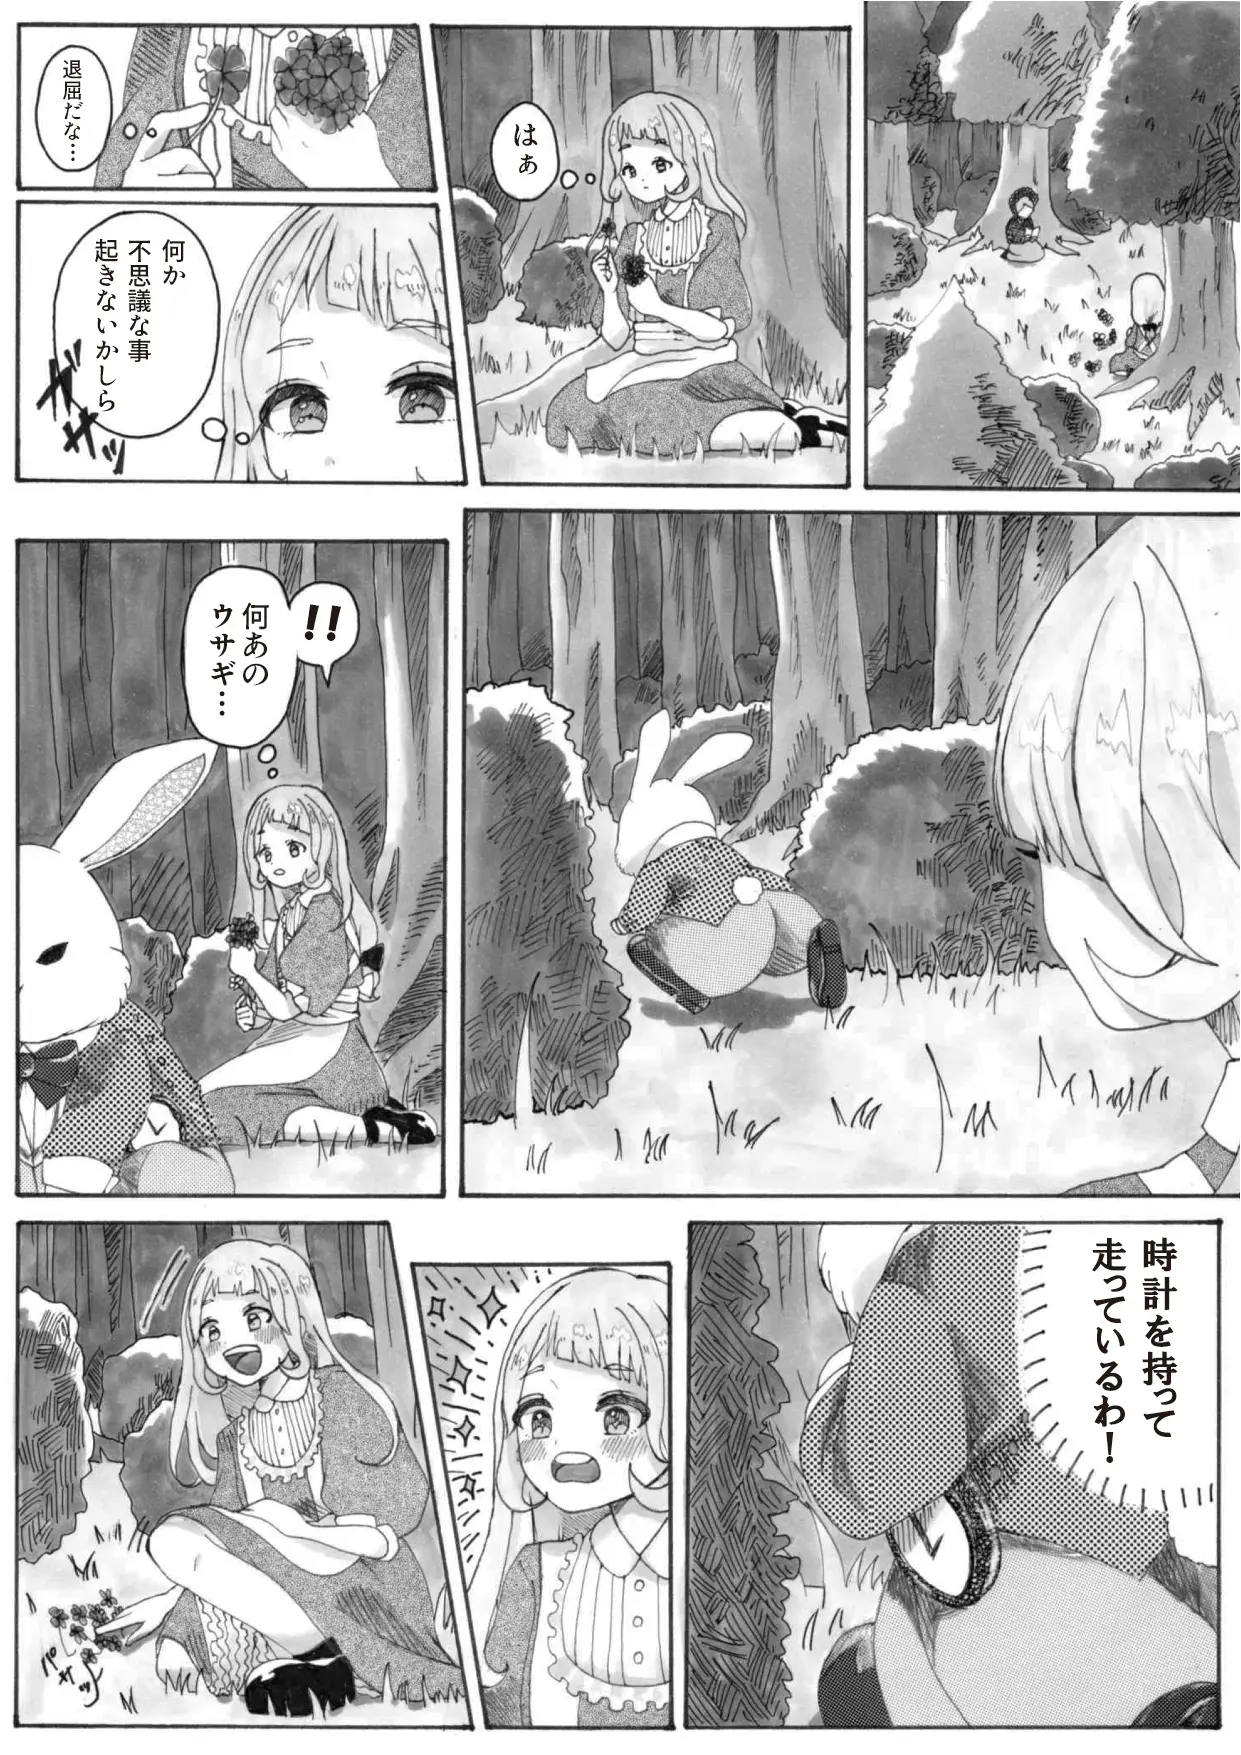 はぁ
退屈だな…
何か
不思議な事
起きないかしら
ガサガサッ
!!
何あの
ウサギ…
時計を持って
走っているわ！
パサッ